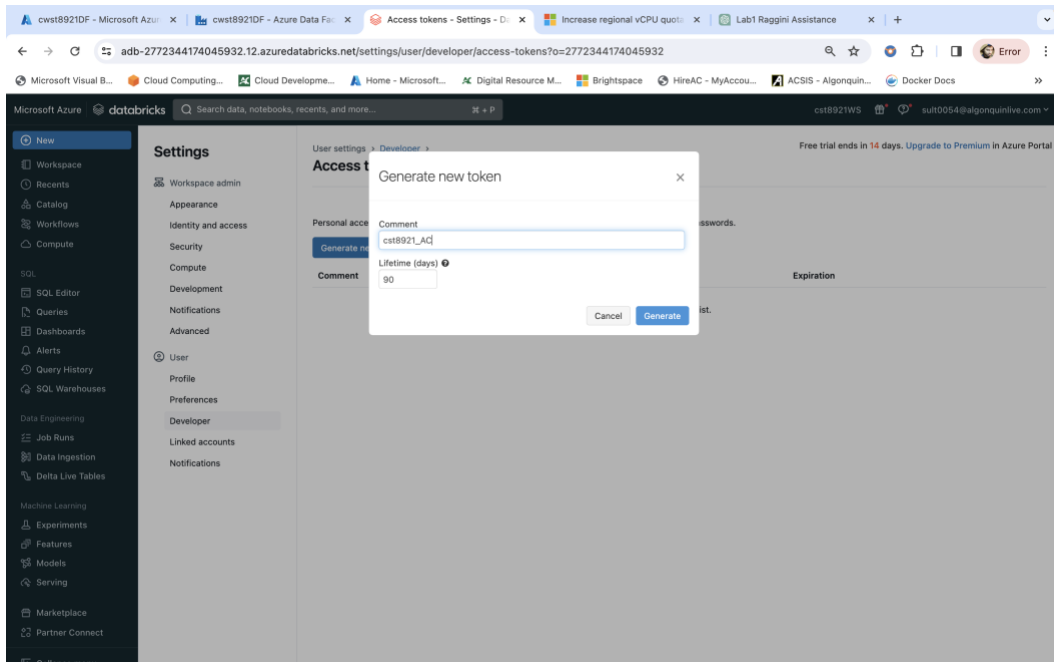 cwst8921DF - Microsoft Azur
cwst8921DF - Azure Data Fac
Access tokens - Settings - Da
Increase regional vCPU quota
Lab1 Raggini Assistance
adb-2772344174045932.12.azuredatabricks.net/settings/user/developer/access-tokens?o=2772344174045932
Error
Microsoft Visual B...
Cloud Computing...
Cloud Developme...
Home - Microsoft...
Digital Resource M...
Brightspace
HireAC - MyAccou...
ACSIS - Algonquin...
Docker Docs
Microsoft Azure
databricks
Search data, notebooks, recents, and more...
⌘ + P
cst8921WS
sult0054@algonquinlive.com
New
Workspace
Recents
Catalog
Workflows
Compute
SQL
SQL Editor
Queries
Dashboards
Alerts
Query History
SQL Warehouses
Data Engineering
Job Runs
Data Ingestion
Delta Live Tables
Machine Learning
Experiments
Features
Models
Serving
Marketplace
Partner Connect
Settings
Workspace admin
Appearance
Identity and access
Security
Compute
Development
Notifications
Advanced
User
Profile
Preferences
Developer
Linked accounts
Notifications
User settings > Developer >
Access t
Free trial ends in 14 days. Upgrade to Premium in Azure Portal
Personal acce
sswords.
Generate ne
Comment
Expiration
ist.
Generate new token
Comment
cst8921_AC
Lifetime (days)
90
Cancel
Generate